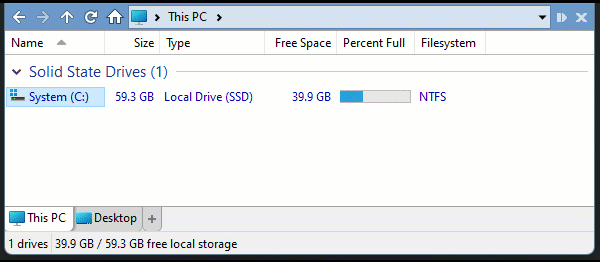 This PC
Name Size Type Free Space Percent Full Filesystem
Solid State Drives (1)
System (C:) 59.3 GB Local Drive (SSD) 39.9 GB NTFS
This PC Desktop +
1 drives 39.9 GB / 59.3 GB free local storage